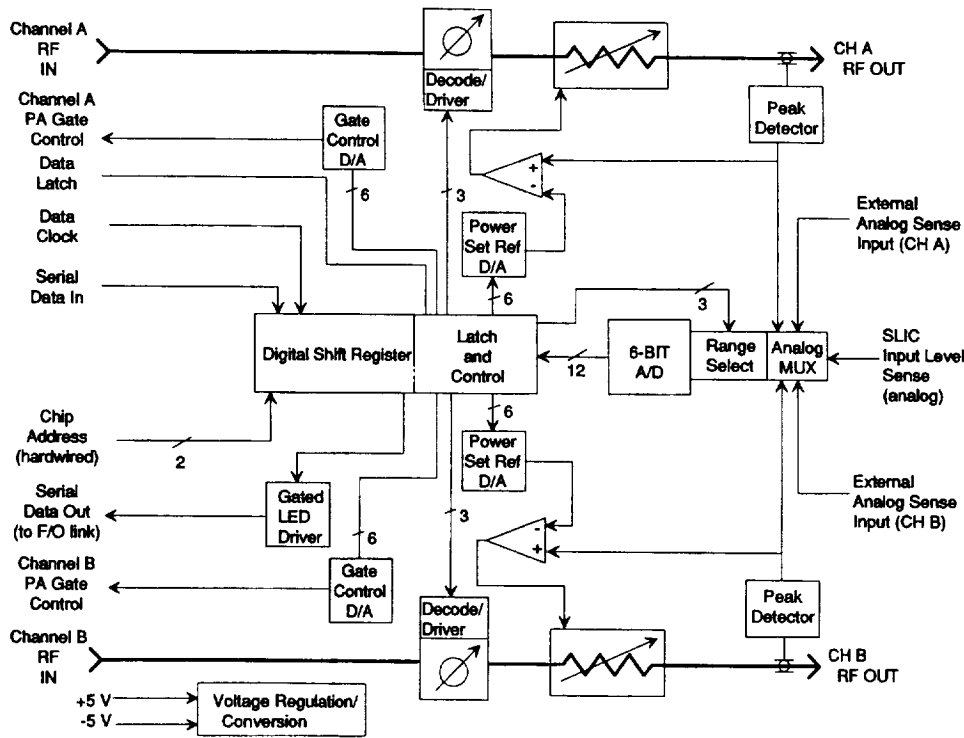 Channel A
RF
IN
Decode/
Driver
CH A
RF OUT
Channel A
PA Gate
Control
Gate
Control
D/A
Peak
Detector
Data
Latch
6
3
+
-
Data
Clock
Power
Set Ref
D/A
External
Analog Sense
Input (CH A)
Serial
Data In
6
3
Digital Shift Register
Latch
and
Control
12
6-BIT
A/D
Range
Select
Analog
MUX
SLIC
Input Level
Sense
(analog)
Chip
Address
(hardwired)
2
6
Power
Set Ref
D/A
Serial
Data Out
(to F/O link)
Gated
LED
Driver
6
3
-
+
External
Analog Sense
Input (CH B)
Channel B
PA Gate
Control
Gate
Control
D/A
Decode/
Driver
Peak
Detector
Channel B
RF
IN
CH B
RF OUT
+5 V
-5 V
Voltage Regulation/
Conversion